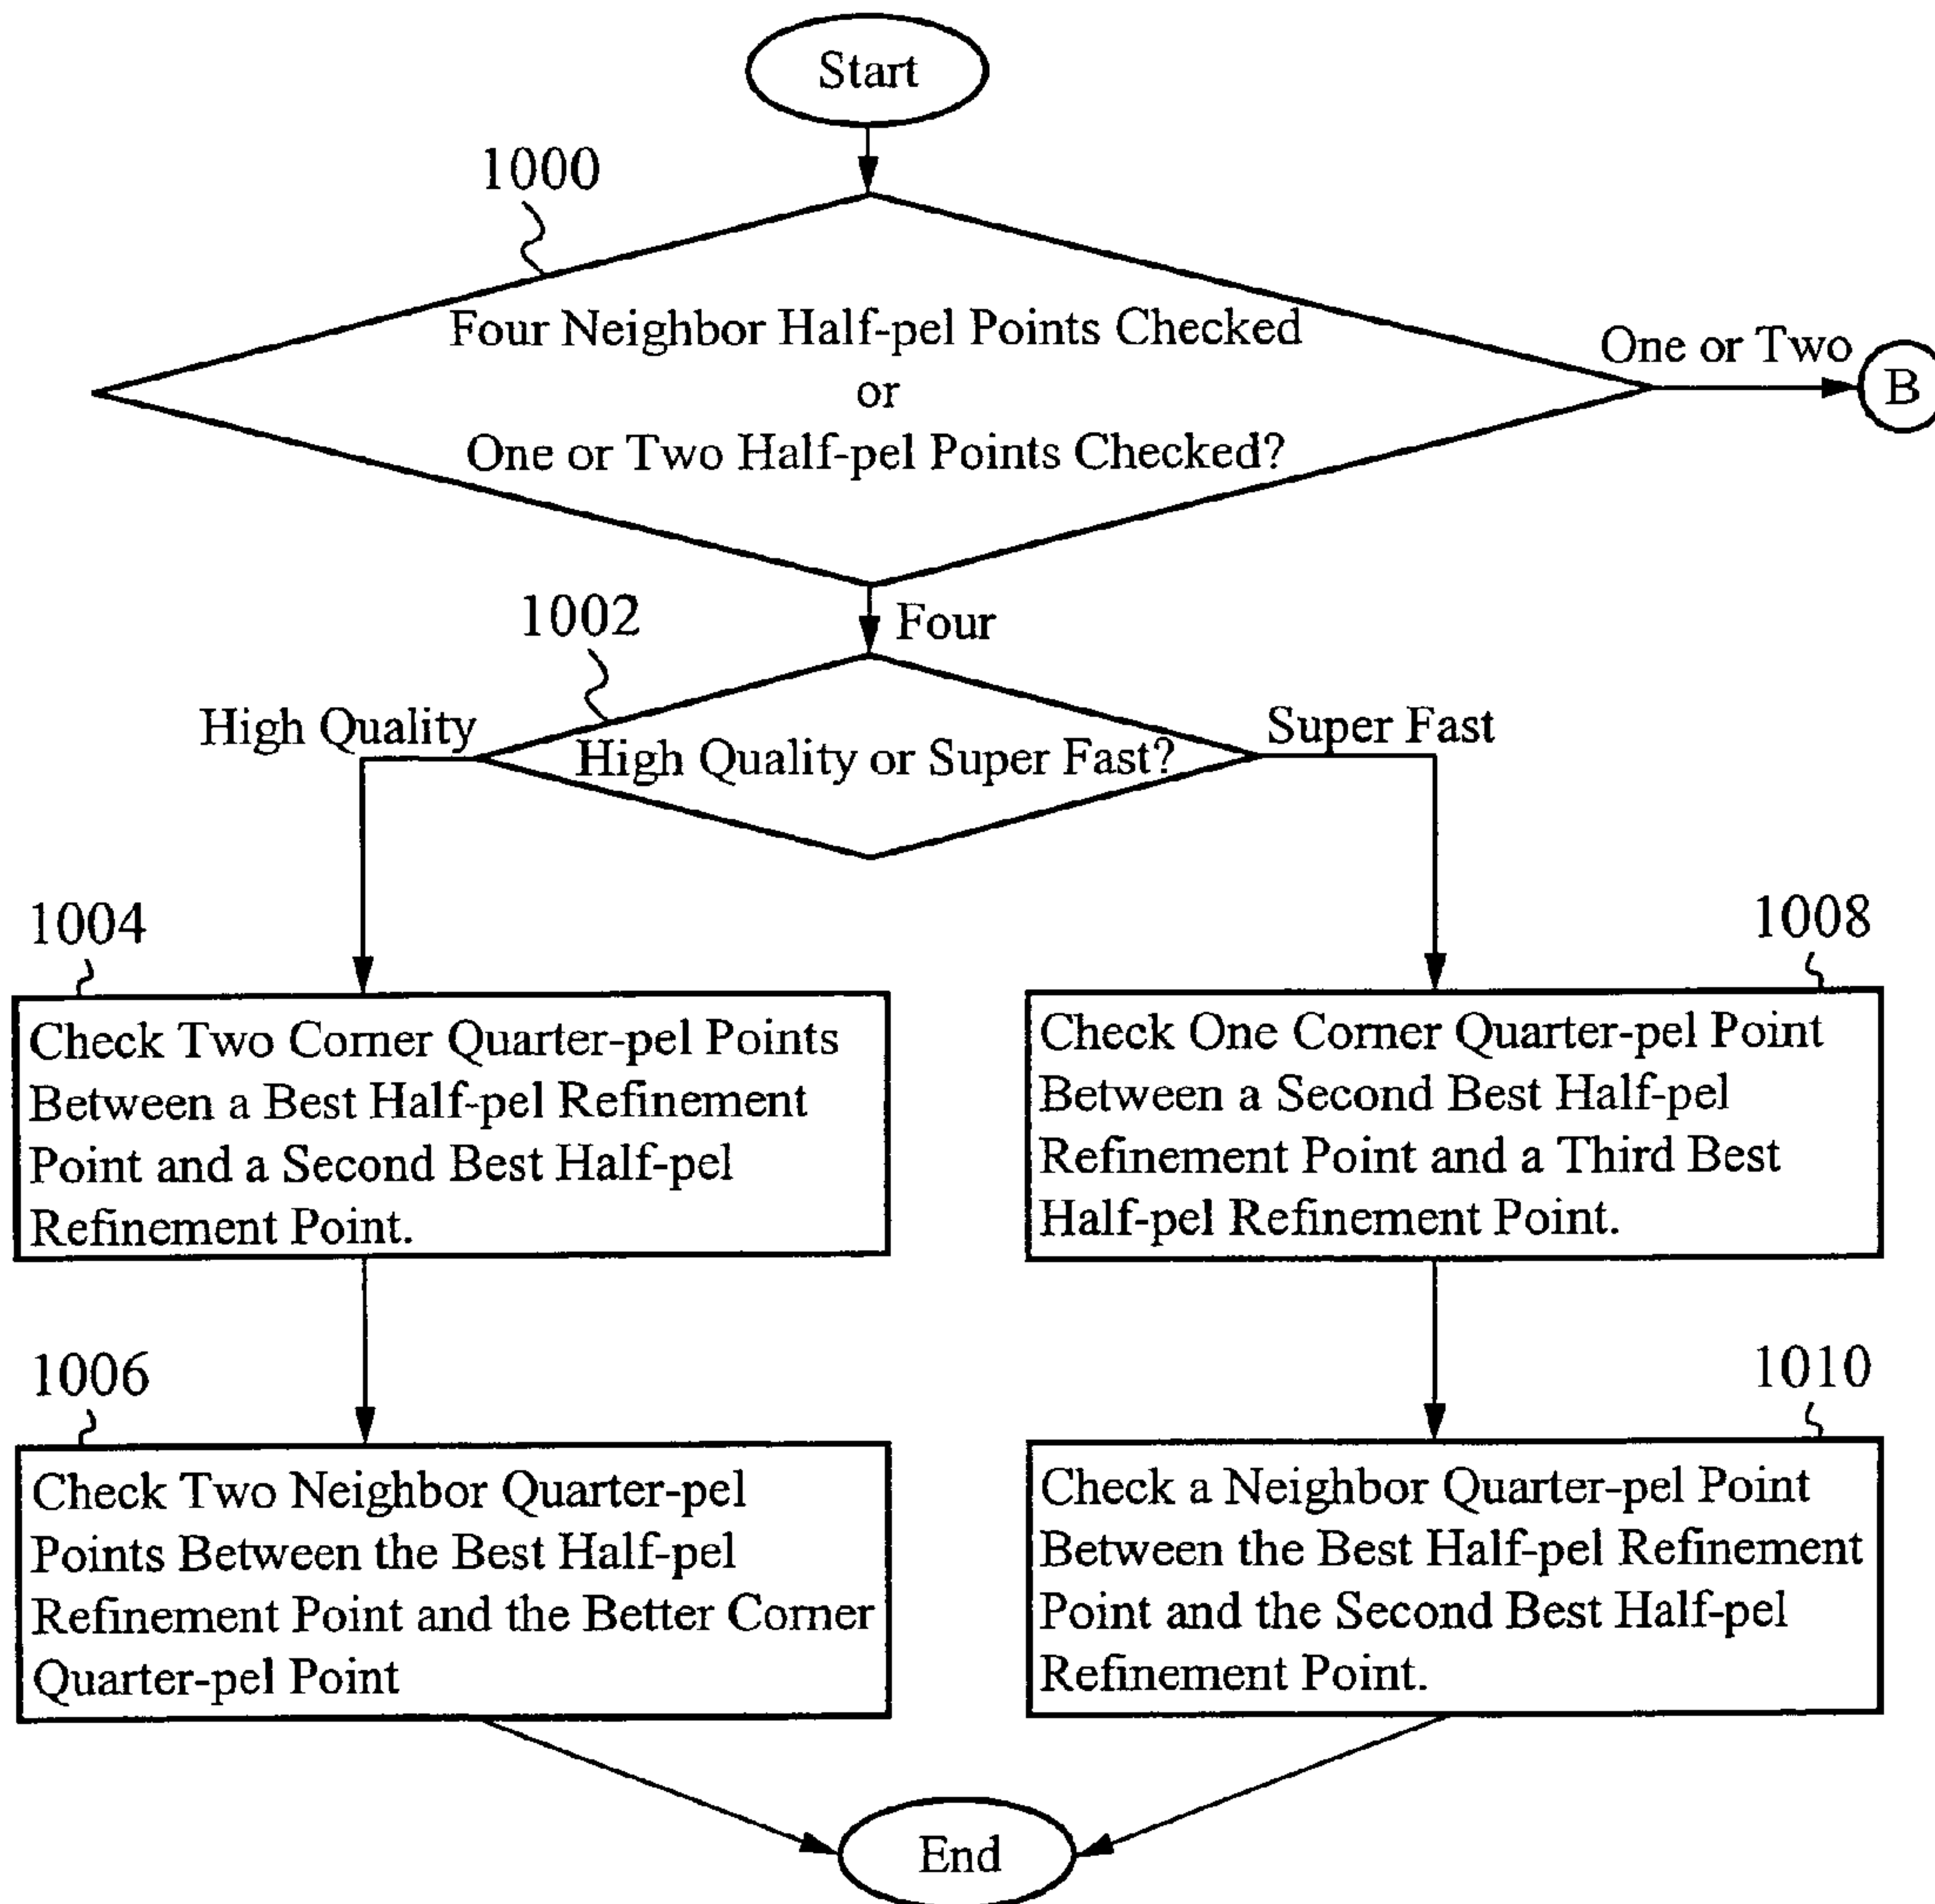 Start
1000
Four Neighbor Half-pel Points Checked
or
One or Two Half-pel Points Checked?
One or Two
B
Four
1002
High Quality
High Quality or Super Fast?
Super Fast
1004
Check Two Corner Quarter-pel Points
Between a Best Half-pel Refinement
Point and a Second Best Half-pel
Refinement Point.
1008
Check One Corner Quarter-pel Point
Between a Second Best Half-pel
Refinement Point and a Third Best
Half-pel Refinement Point.
1006
Check Two Neighbor Quarter-pel
Points Between the Best Half-pel
Refinement Point and the Better Corner
Quarter-pel Point
1010
Check a Neighbor Quarter-pel Point
Between the Best Half-pel Refinement
Point and the Second Best Half-pel
Refinement Point.
End